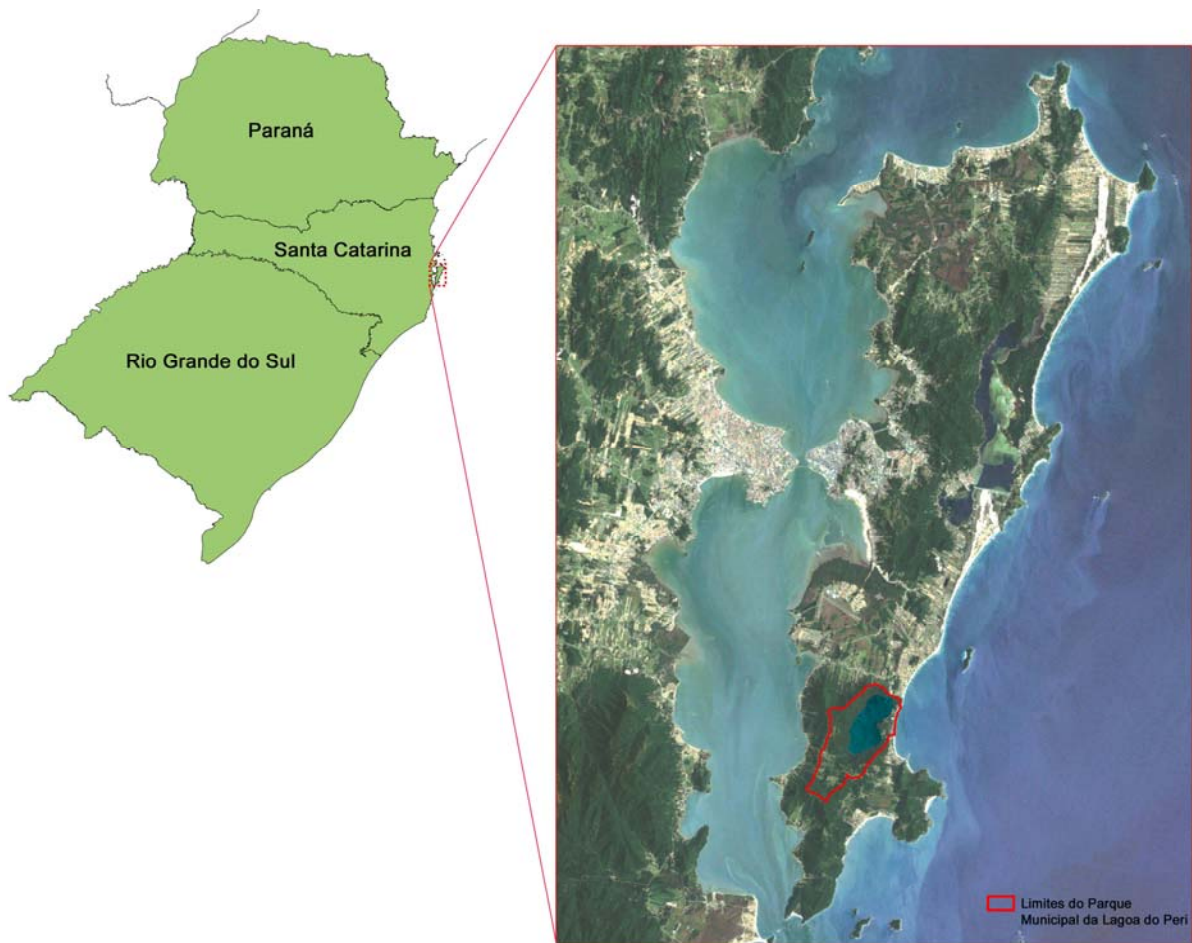 Paraná
Santa Catarina
Rio Grande do Sul
Limites do Parque
Municipal da Lagoa do Peri